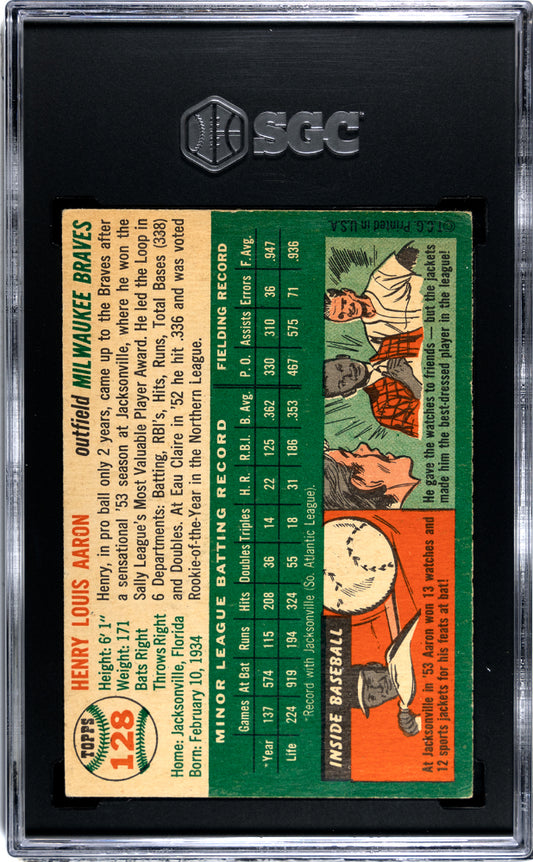 SGC
TOPPS
128
HENRY LOUIS AARON
outfield MILWAUKEE BRAVES
Height: 6' 1"
Weight: 171
Bats Right
Throws Right
Home: Jacksonville, Florida
Born: February 10, 1934
Henry, in pro ball only 2 years, came up to the Braves after
a sensational '53 season at Jacksonville, where he won the
Sally League's Most Valuable Player Award. He led the Loop in
6 Departments: Batting, RBI's, Hits, Runs, Total Bases (338)
and Doubles. At Eau Claire in '52 he hit .336 and was voted
Rookie-of-the-Year in the Northern League.
MINOR LEAGUE BATTING RECORD
FIELDING RECORD
Games At Bat Runs Hits Doubles Triples H.R. R.B.I. B. Avg. P.O. Assists Errors F. Avg.
*Year 137 574 115 208 36 14 22 125 .362 330 310 36 .947
Life 224 919 194 324 55 18 31 186 .353 467 575 71 .936
*Record with Jacksonville (So. Atlantic League).
INSIDE BASEBALL
At Jacksonville in '53 Aaron won 13 watches and
12 sports jackets for his feats at bat!
He gave the watches to friends — but the jackets
made him the best-dressed player in the league!
©T.C.G. Printed in U.S.A.